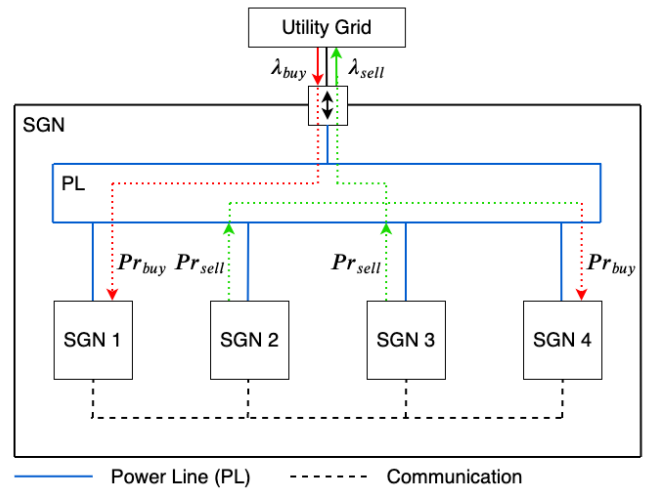 Utility Grid
λbuy λsell
SGN
PL
Prbuy Prsell Prsell Prbuy
SGN 1 SGN 2 SGN 3 SGN 4
Power Line (PL) Communication